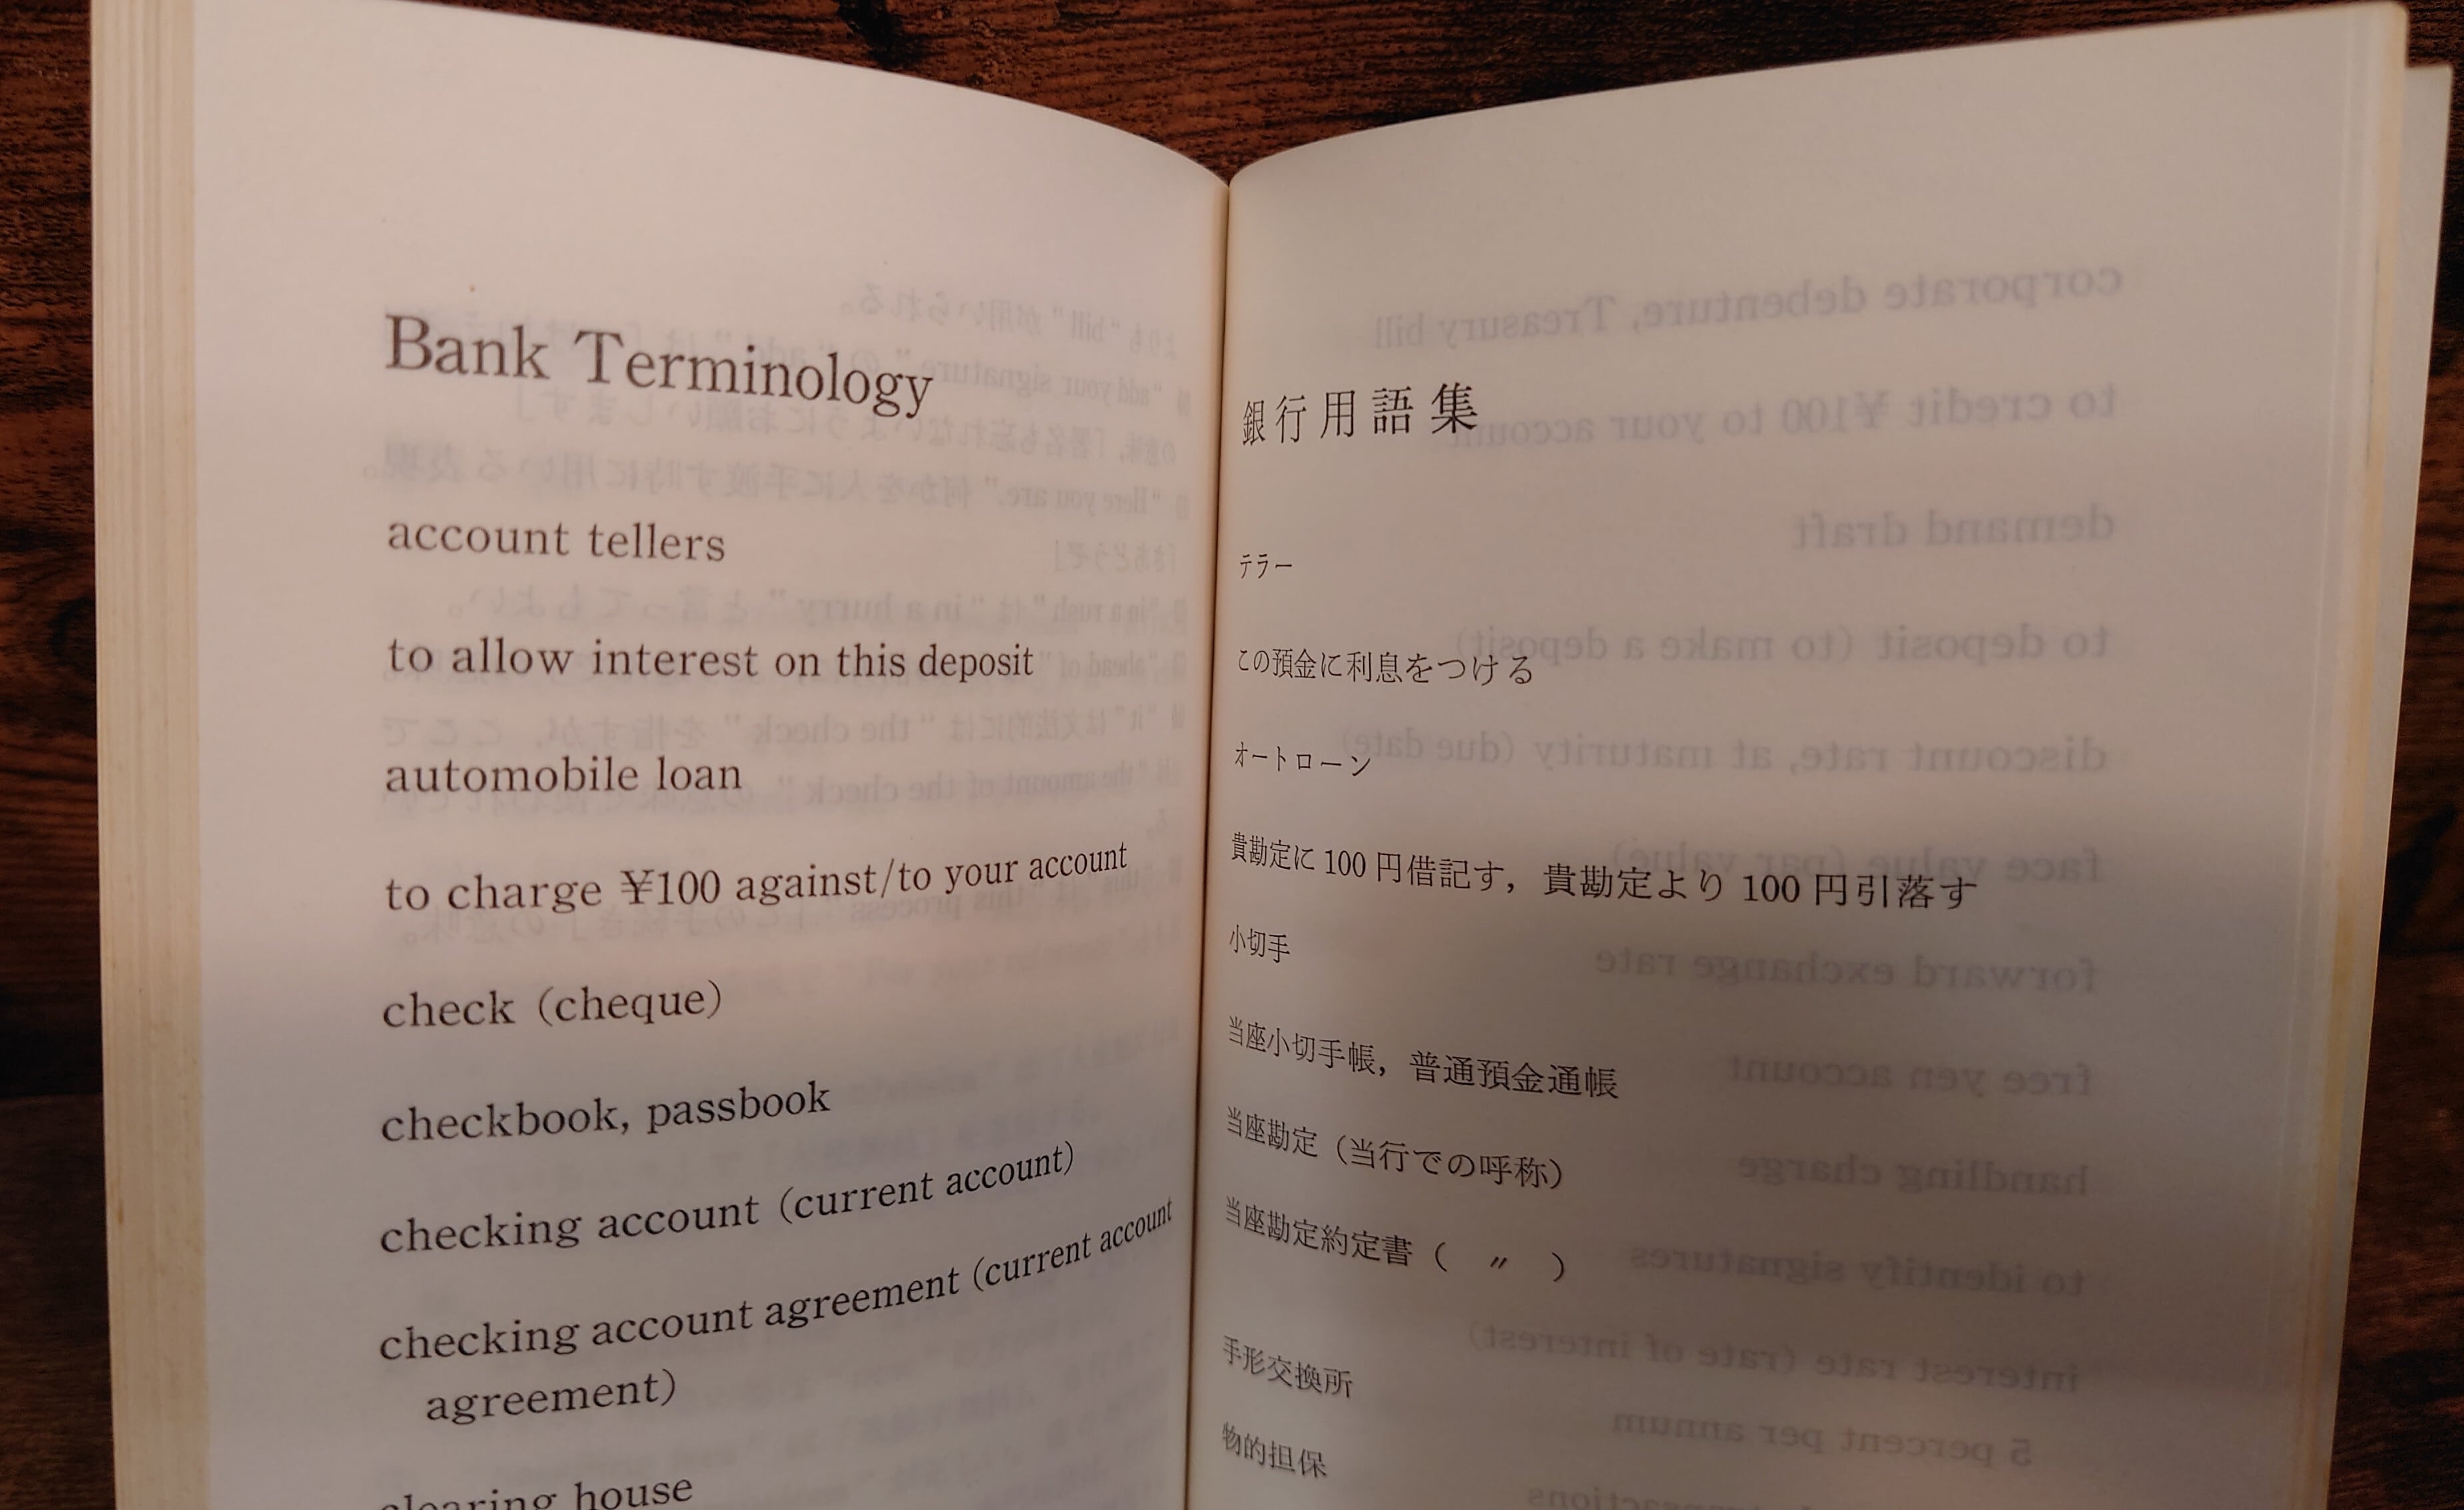 Bank Terminology
account tellers
to allow interest on this deposit
automobile loan
to charge ¥100 against/to your account
check (cheque)
checkbook, passbook
checking account (current account)
checking account agreement (current account
agreement)
clearing house
銀行用語集
テラー
この預金に利息をつける
オートローン
貴勘定に 100 円借記す，貴勘定より 100 円引落す
小切手
当座小切手帳，普通預金通帳
当座勘定（当行での呼称）
当座勘定約定書（ 〃 ）
手形交換所
物的担保